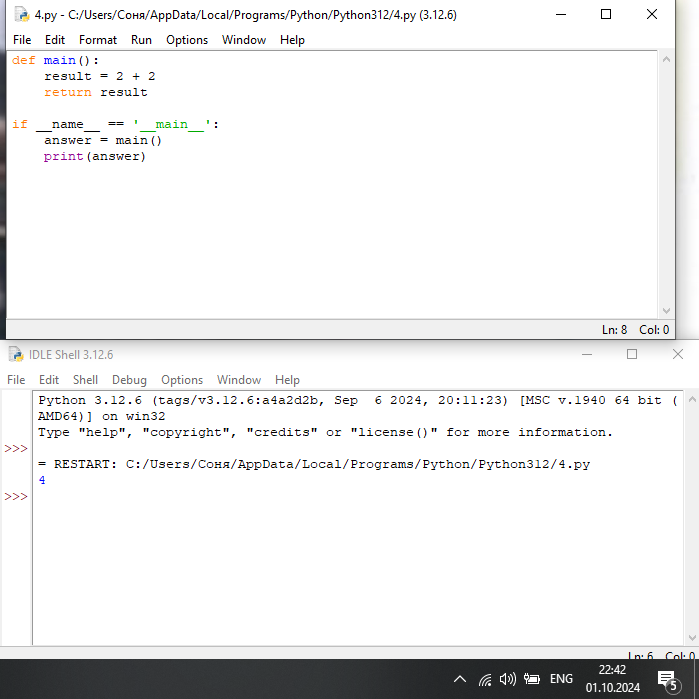 4.py - C:/Users/Соня/AppData/Local/Programs/Python/Python312/4.py (3.12.6)
File Edit Format Run Options Window Help
def main():
    result = 2 + 2
    return result

if __name__ == '__main__':
    answer = main()
    print(answer)
Ln: 8 Col: 0
IDLE Shell 3.12.6
File Edit Shell Debug Options Window Help
Python 3.12.6 (tags/v3.12.6:a4a2d2b, Sep  6 2024, 20:11:23) [MSC v.1940 64 bit (
AMD64)] on win32
Type "help", "copyright", "credits" or "license()" for more information.
>>>
= RESTART: C:/Users/Соня/AppData/Local/Programs/Python/Python312/4.py
4
>>>
Ln: 6 Col: 0
ENG
22:42
01.10.2024
5